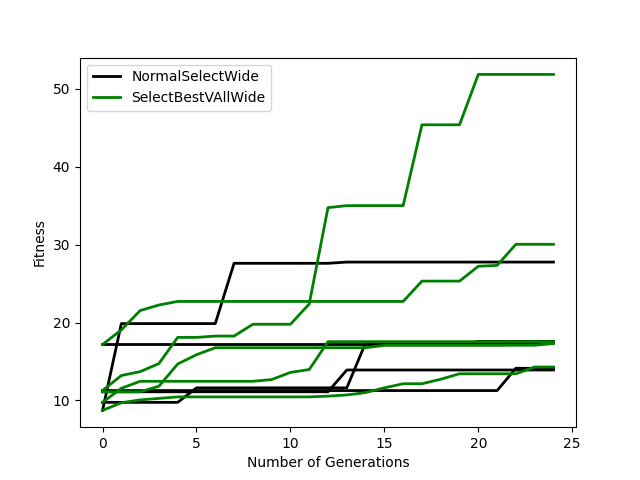 NormalSelectWide
SelectBestVAllWide
Fitness
50
40
30
20
10
0 5 10 15 20 25
Number of Generations